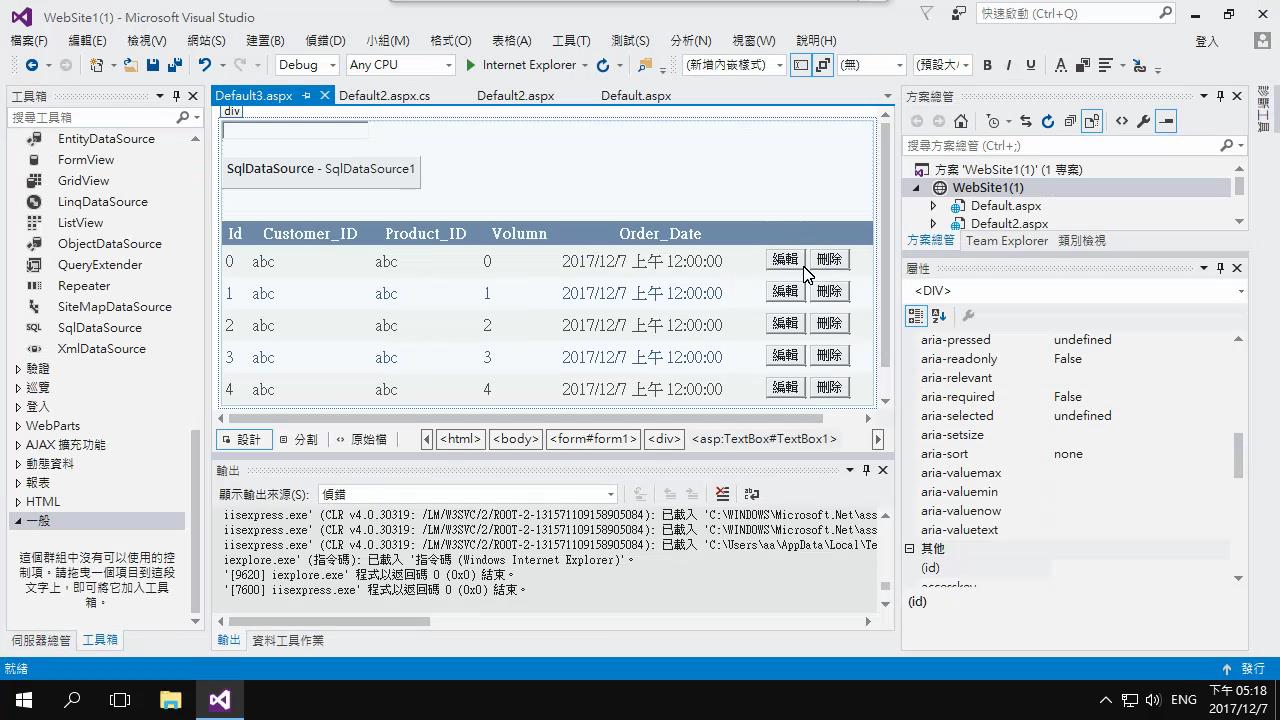 WebSite1(1) - Microsoft Visual Studio
快速啟動 (Ctrl+Q)
檔案(F) 編輯(E) 檢視(V) 網站(S) 建置(B) 偵錯(D) 小組(M) 格式(O) 表格(A) 工具(T) 測試(S) 分析(N) 視窗(W) 說明(H)
登入
Debug Any CPU Internet Explorer (新增內嵌樣式) (無) (預設大 B I U A
工具箱
搜尋工具箱
EntityDataSource
FormView
GridView
LinqDataSource
ListView
ObjectDataSource
QueryExtender
Repeater
SiteMapDataSource
SqlDataSource
XmlDataSource
驗證
巡覽
登入
WebParts
AJAX 擴充功能
動態資料
報表
HTML
一般
這個群組中沒有可以使用的控
制項。請拖曳一個項目到這段
文字上，即可將它加入工具
箱。
伺服器總管 工具箱
Default3.aspx Default2.aspx.cs Default2.aspx Default.aspx
div
SqlDataSource - SqlDataSource1
Id Customer_ID Product_ID Volumn Order_Date
0 abc abc 0 2017/12/7 上午 12:00:00 編輯 刪除
1 abc abc 1 2017/12/7 上午 12:00:00 編輯 刪除
2 abc abc 2 2017/12/7 上午 12:00:00 編輯 刪除
3 abc abc 3 2017/12/7 上午 12:00:00 編輯 刪除
4 abc abc 4 2017/12/7 上午 12:00:00 編輯 刪除
設計 分割 原始檔 <html> <body> <form#form1> <div> <asp:TextBox#TextBox1>
輸出
顯示輸出來源(S): 偵錯
iisexpress.exe' (CLR v4.0.30319: /LM/W3SVC/2/ROOT-2-131571109158905084): 已載入 'C:\WINDOWS\Microsoft.Net\ass
iisexpress.exe' (CLR v4.0.30319: /LM/W3SVC/2/ROOT-2-131571109158905084): 已載入 'C:\WINDOWS\Microsoft.Net\ass
iisexpress.exe' (CLR v4.0.30319: /LM/W3SVC/2/ROOT-2-131571109158905084): 已載入 'C:\Users\aa\AppData\Local\Te
iexplore.exe' (指令碼): 已載入 '指令碼 (Windows Internet Explorer)'。
'[9620] iexplore.exe' 程式以返回碼 0 (0x0) 結束。
'[7600] iisexpress.exe' 程式以返回碼 0 (0x0) 結束。
輸出 資料工具作業
方案總管
搜尋方案總管 (Ctrl+;)
方案 'WebSite1(1)' (1 專案)
WebSite1(1)
Default.aspx
Default2.aspx
方案總管 Team Explorer 類別檢視
屬性
<DIV>
aria-pressed undefined
aria-readonly False
aria-relevant
aria-required False
aria-selected undefined
aria-setsize
aria-sort none
aria-valuemax
aria-valuemin
aria-valuenow
aria-valuetext
其他
(id)
accesskey
(id)
就緒
發行
ENG
下午 05:18
2017/12/7